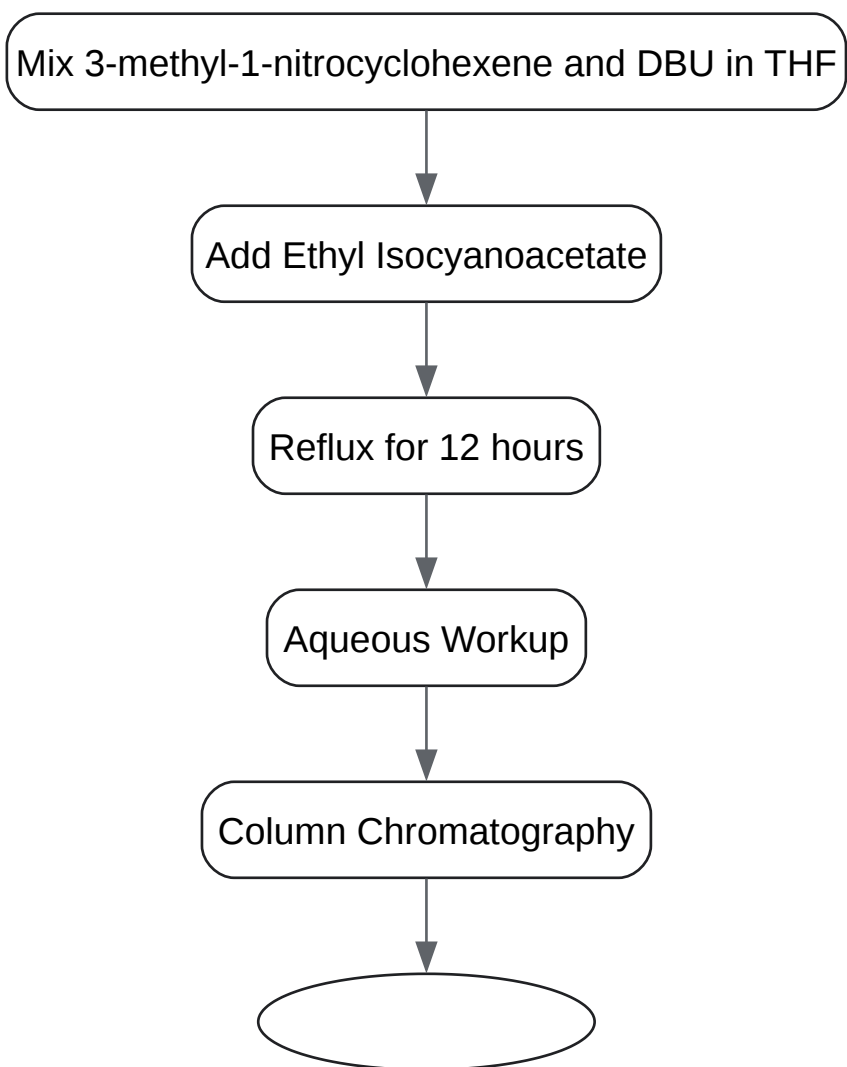 Mix 3-methyl-1-nitrocyclohexene and DBU in THF
Add Ethyl Isocyanoacetate
Reflux for 12 hours
Aqueous Workup
Column Chromatography